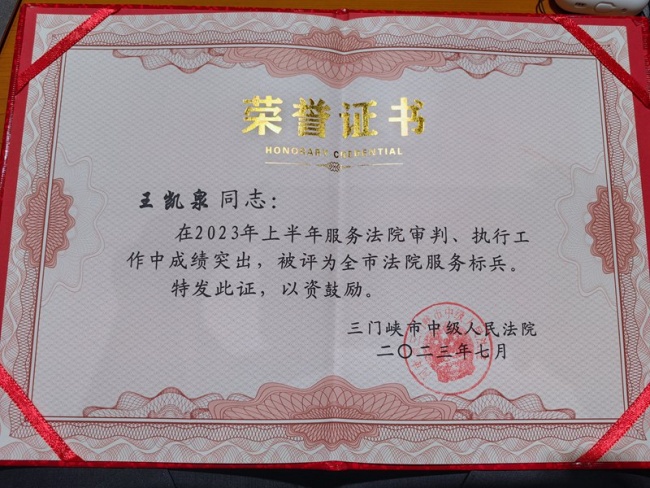 荣誉证书
HONORARY CREDENTIAL
王凯泉同志：
在2023年上半年服务法院审判、执行工
作中成绩突出，被评为全市法院服务标兵。
特发此证，以资鼓励。
三门峡市中级人民法院
二〇二三年七月